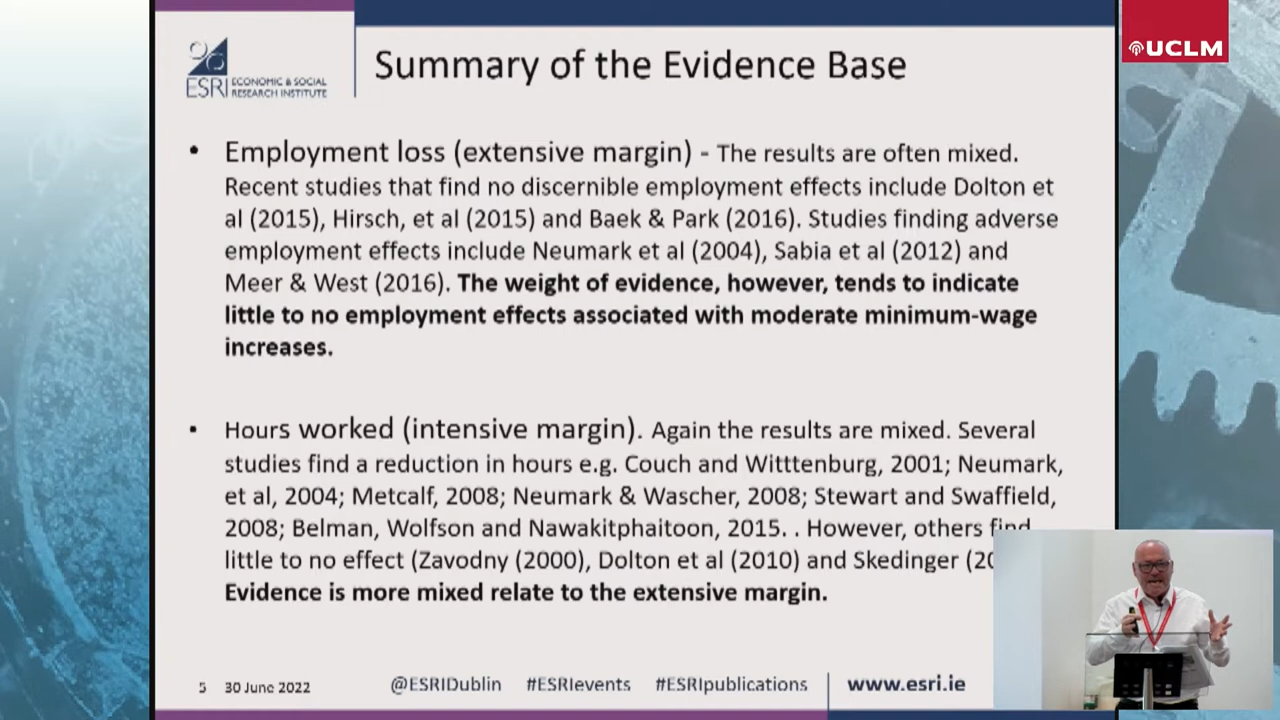 UCLM
ESRI
ECONOMIC & SOCIAL
RESEARCH INSTITUTE
Summary of the Evidence Base
• Employment loss (extensive margin) - The results are often mixed.
Recent studies that find no discernible employment effects include Dolton et
al (2015), Hirsch, et al (2015) and Baek & Park (2016). Studies finding adverse
employment effects include Neumark et al (2004), Sabia et al (2012) and
Meer & West (2016). The weight of evidence, however, tends to indicate
little to no employment effects associated with moderate minimum-wage
increases.
• Hours worked (intensive margin). Again the results are mixed. Several
studies find a reduction in hours e.g. Couch and Witttenburg, 2001; Neumark,
et al, 2004; Metcalf, 2008; Neumark & Wascher, 2008; Stewart and Swaffield,
2008; Belman, Wolfson and Nawakitphaitoon, 2015. . However, others find
little to no effect (Zavodny (2000), Dolton et al (2010) and Skedinger (20
Evidence is more mixed relate to the extensive margin.
5 30 June 2022
@ESRIDublin #ESRIevents #ESRIpublications www.esri.ie